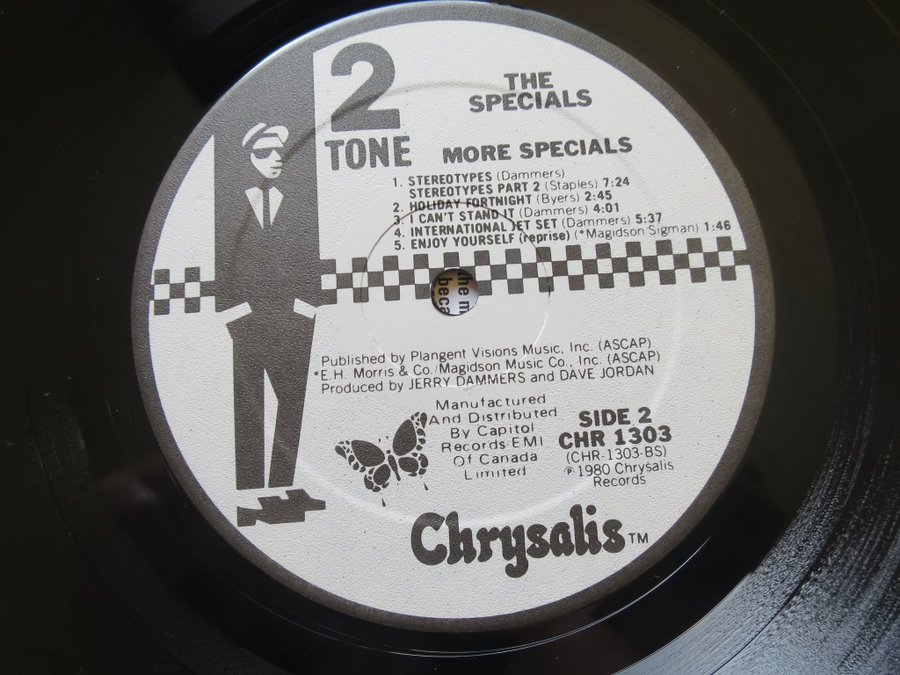 2
TONE
THE
SPECIALS
MORE SPECIALS
1. STEREOTYPES (Dammers)
STEREOTYPES PART 2 (Staples) 7:24
2. HOLIDAY FORTNIGHT (Byers) 2:45
3. I CAN'T STAND IT (Dammers) 4:01
4. INTERNATIONAL JET SET (Dammers) 5:37
5. ENJOY YOURSELF (reprise) (*Magidson Sigman) 1:46
the m
beca
Published by Plangent Visions Music, Inc. (ASCAP)
*E.H. Morris & Co./Magidson Music Co., Inc. (ASCAP)
Produced by JERRY DAMMERS and DAVE JORDAN
Manufactured
And Distributed
By Capitol
Records-EMI
Of Canada
Limited
SIDE 2
CHR 1303
(CHR-1303-BS)
℗ 1980 Chrysalis
Records
Chrysalis TM